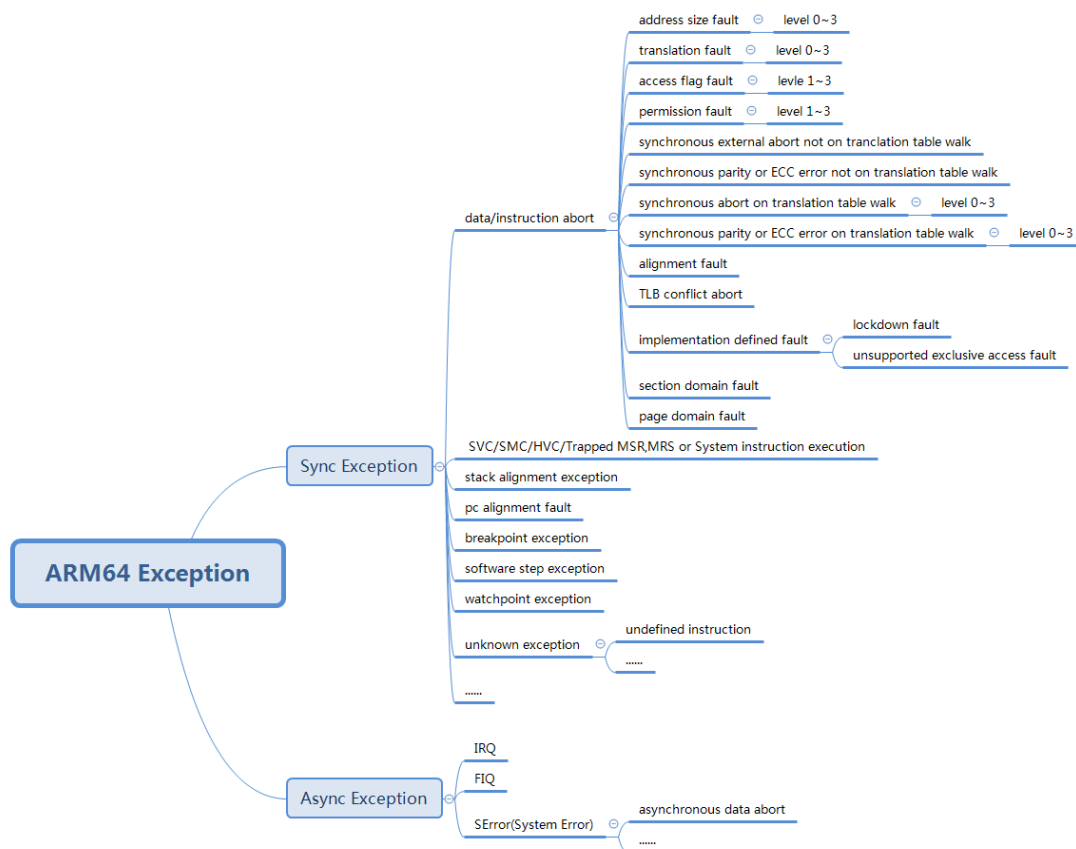 ARM64 Exception
Sync Exception
data/instruction abort
address size fault
level 0~3
translation fault
level 0~3
access flag fault
levle 1~3
permission fault
level 1~3
synchronous external abort not on tranclation table walk
synchronous parity or ECC error not on translation table walk
synchronous abort on translation table walk
level 0~3
synchronous parity or ECC error on translation table walk
level 0~3
alignment fault
TLB conflict abort
implementation defined fault
lockdown fault
unsupported exclusive access fault
section domain fault
page domain fault
SVC/SMC/HVC/Trapped MSR,MRS or System instruction execution
stack alignment exception
pc alignment fault
breakpoint exception
software step exception
watchpoint exception
unknown exception
undefined instruction
......
......
Async Exception
IRQ
FIQ
SError(System Error)
asynchronous data abort
......